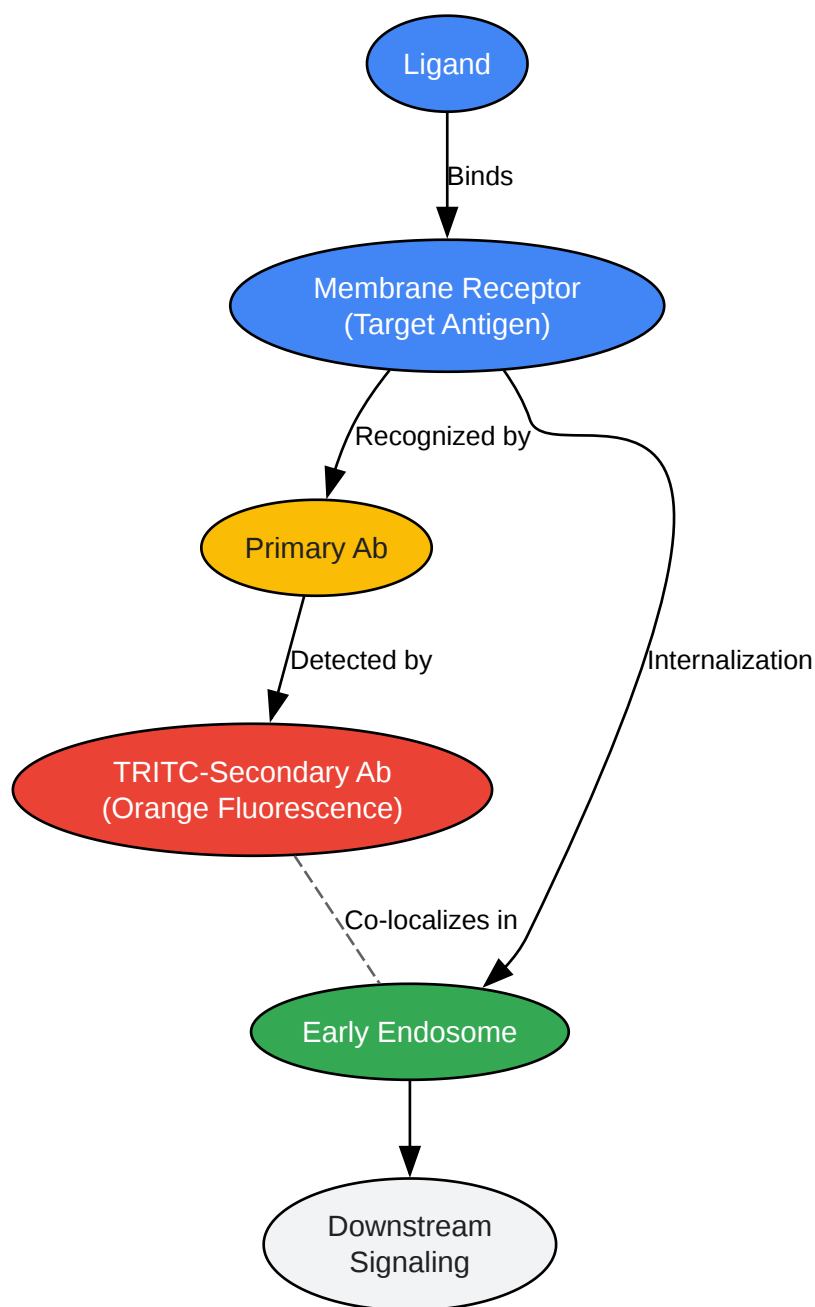 Ligand
Binds
Membrane Receptor
(Target Antigen)
Recognized by
Primary Ab
Detected by
Internalization
TRITC-Secondary Ab
(Orange Fluorescence)
Co-localizes in
Early Endosome
Downstream
Signaling